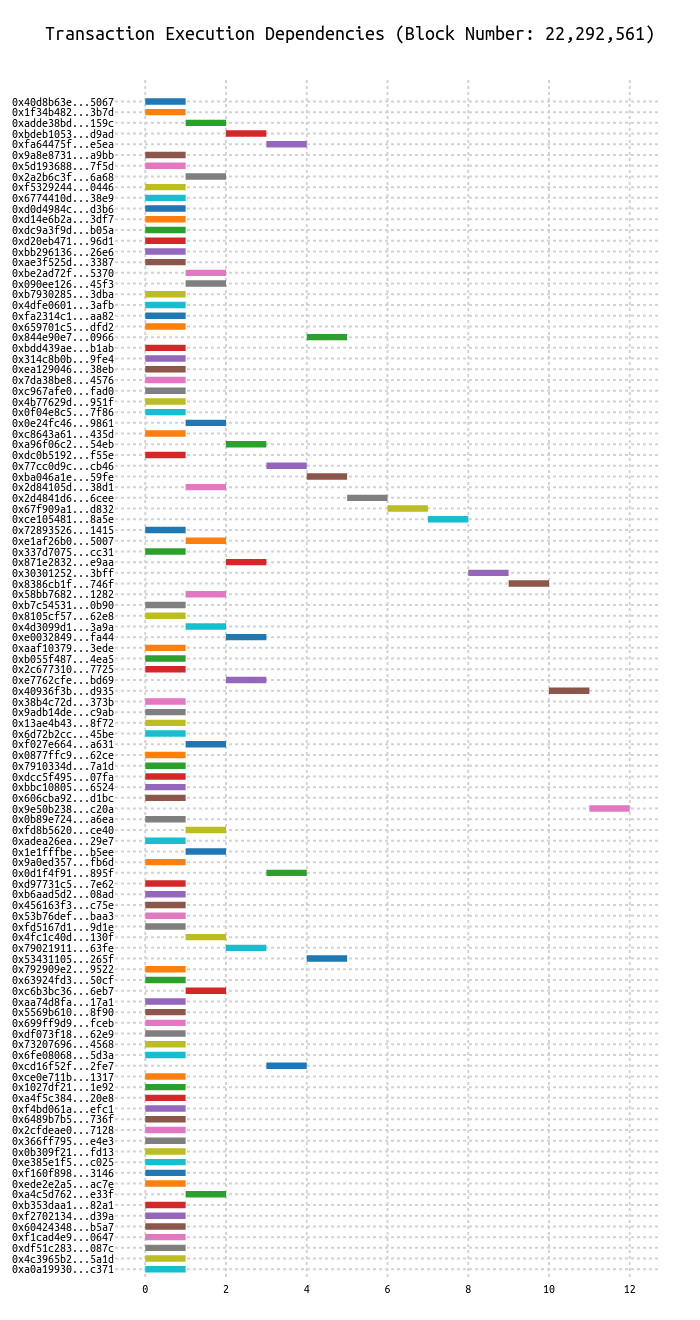 Transaction Execution Dependencies (Block Number: 22,292,561)
0x40d8b63e...5067
0x1f34b482...3b7d
0xadde38bd...159c
0xbdeb1053...d9ad
0xfa64475f...e5ea
0x9a8e8731...a9bb
0x5d193688...7f5d
0x2a2b6c3f...6a68
0xf5329244...0446
0x6774410d...38e9
0xd0d4984c...d3b6
0xd14e6b2a...3df7
0xdc9a3f9d...b05a
0xd20eb471...96d1
0xbb296136...26e6
0xae3f525d...3387
0xbe2ad72f...5370
0x090ee126...45f3
0xb7930285...3dba
0x4dfe0601...3afb
0xfa2314c1...aa82
0x659701c5...dfd2
0x844e90e7...0966
0xbdd439ae...b1ab
0x314c8b0b...9fe4
0xea129046...38eb
0x7da38be8...4576
0xc967afe0...fad0
0x4b77629d...951f
0x0f04e8c5...7f86
0x0e24fc46...9861
0xc8643a61...435d
0xa96f06c2...54eb
0xdc0b5192...f55e
0x77cc0d9c...cb46
0xba046a1e...59fe
0x2d84105d...38d1
0x2d4841d6...6cee
0x67f909a1...d832
0xce105481...8a5e
0x72893526...1415
0xe1af26b0...5007
0x337d7075...cc31
0x871e2832...e9aa
0x30301252...3bff
0x8386cb1f...746f
0x58bb7682...1282
0xb7c54531...0b90
0x8105cf57...62e8
0x4d3099d1...3a9a
0xe0032849...fa44
0xaaf10379...3ede
0xb055f487...4ea5
0x2c677310...7725
0xe7762cfe...bd69
0x40936f3b...d935
0x38b4c72d...373b
0x9adb14de...c9ab
0x13ae4b43...8f72
0x6d72b2cc...45be
0xf027e664...a631
0x0877ffc9...62ce
0x7910334d...7a1d
0xdcc5f495...07fa
0xbbc10805...6524
0x606cba92...d1bc
0x9e50b238...c20a
0x0b89e724...a6ea
0xfd8b5620...ce40
0xadea26ea...29e7
0x1e1fffbe...b5ee
0x9a0ed357...fb6d
0x0d1f4f91...895f
0xd97731c5...7e62
0xb6aad5d2...08ad
0x456163f3...c75e
0x53b76def...baa3
0xfd5167d1...9d1e
0x4fc1c40d...130f
0x79021911...63fe
0x53431105...265f
0x792909e2...9522
0x63924fd3...50cf
0xc6b3bc36...6eb7
0xaa74d8fa...17a1
0x5569b610...8f90
0x699ff9d9...fceb
0xdf073f18...62e9
0x73207696...4568
0x6fe08068...5d3a
0xcd16f52f...2fe7
0xce0e711b...1317
0x1027df21...1e92
0xa4f5c384...20e8
0xf4bd061a...efc1
0x6489b7b5...736f
0x2cfdeae0...7128
0x366ff795...e4e3
0x0b309f21...fd13
0xe385e1f5...c025
0xf160f898...3146
0xede2e2a5...ac7e
0xa4c5d762...e33f
0xb353daa1...82a1
0xf2702134...d39a
0x60424348...b5a7
0xf1cad4e9...0647
0xdf51c283...087c
0x4c3965b2...5a1d
0xa0a19930...c371
0 2 4 6 8 10 12